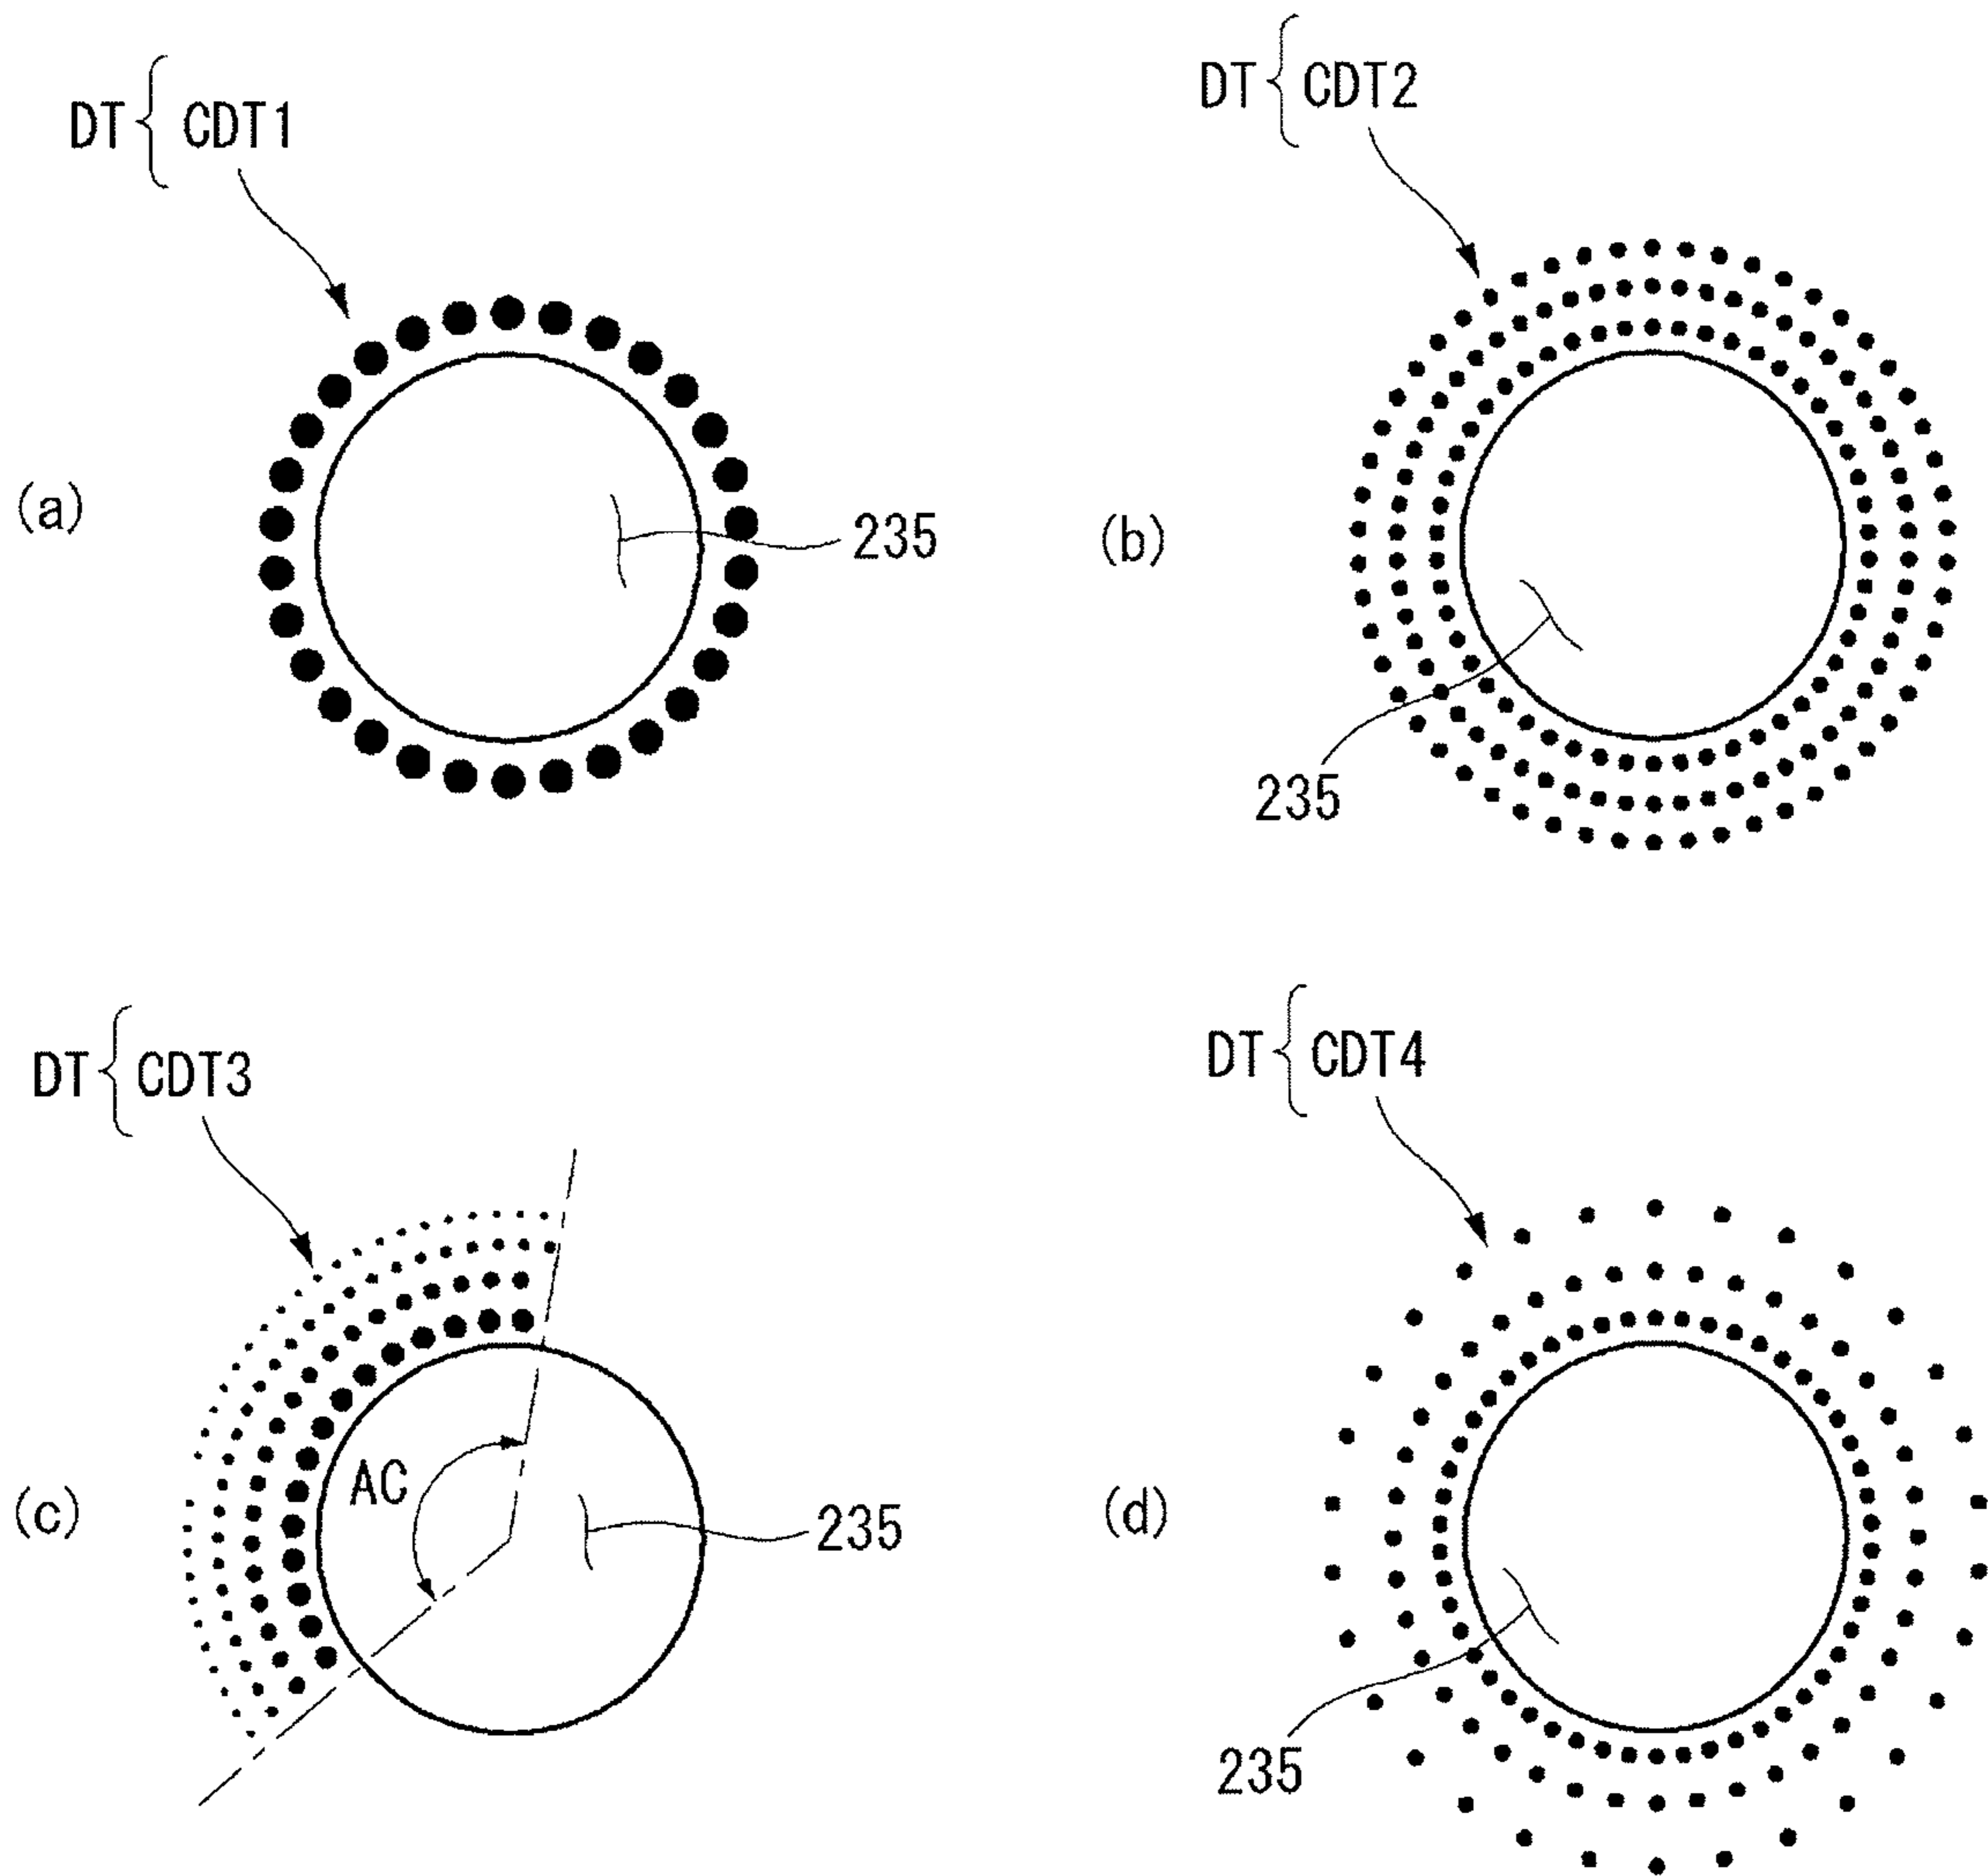 DT { CDT1
(a)
235
DT { CDT2
(b)
235
DT { CDT3
AC
(c)
235
DT { CDT4
(d)
235